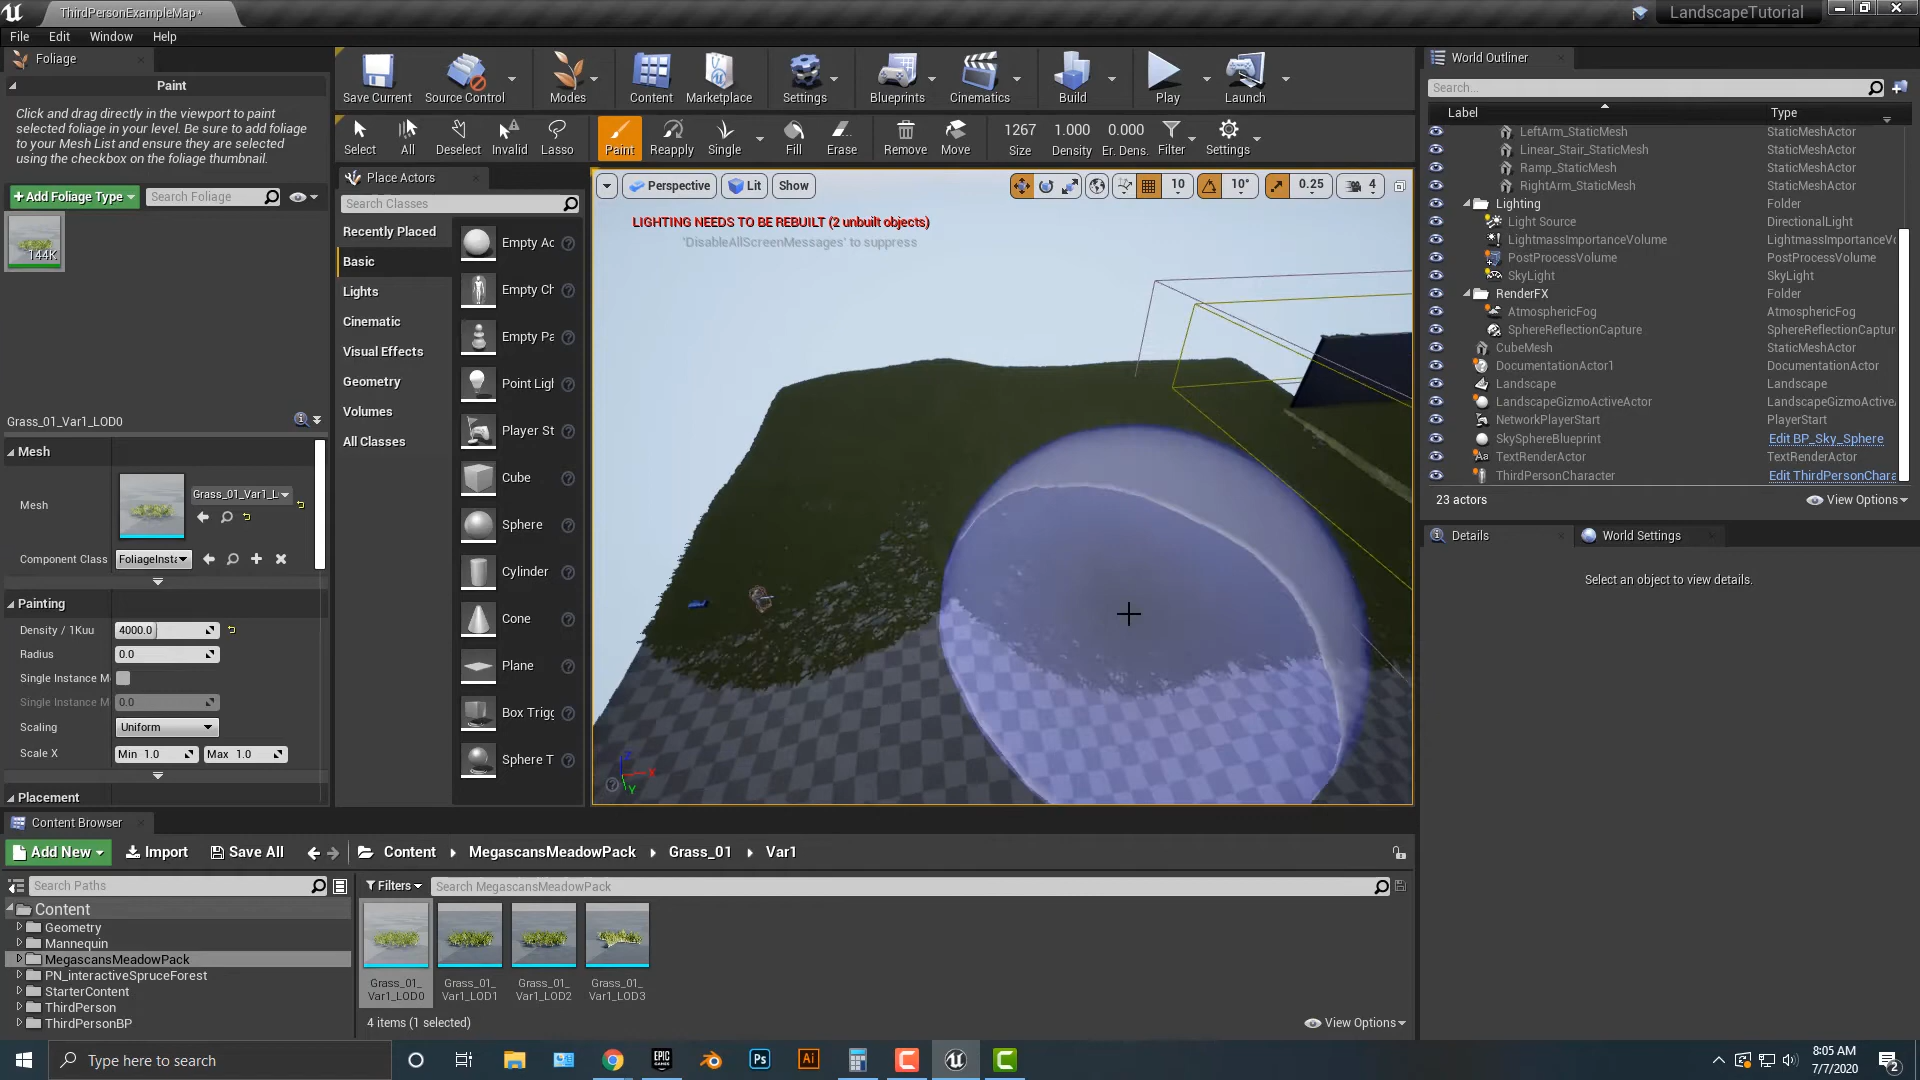 ThirdPersonExampleMap*
LandscapeTutorial
File Edit Window Help
Foliage
Paint
Click and drag directly in the viewport to paint
selected foliage in your level. Be sure to add foliage
to your Mesh List and ensure they are selected
using the checkbox on the foliage thumbnail.
+Add Foliage Type
Search Foliage
144K
Grass_01_Var1_LOD0
Mesh
Mesh
Grass_01_Var1_L
Component Class
FoliageInsta
Painting
Density / 1Kuu 4000.0
Radius 0.0
Single Instance M
Single Instance M 0.0
Scaling Uniform
Scale X Min 1.0 Max 1.0
Placement
Save Current Source Control Modes Content Marketplace Settings Blueprints Cinematics Build Play Launch
Select All Deselect Invalid Lasso Paint Reapply Single Fill Erase Remove Move
1267 1.000 0.000
Size Density Er. Dens. Filter Settings
Place Actors
Search Classes
Recently Placed
Basic
Lights
Cinematic
Visual Effects
Geometry
Volumes
All Classes
Empty Ac
Empty Ch
Empty Pa
Point Ligh
Player St
Cube
Sphere
Cylinder
Cone
Plane
Box Trigg
Sphere T
Perspective Lit Show
10 10° 0.25 4
LIGHTING NEEDS TO BE REBUILT (2 unbuilt objects)
'DisableAllScreenMessages' to suppress
X
Y
Z
World Outliner
Search...
Label Type
LeftArm_StaticMesh StaticMeshActor
Linear_Stair_StaticMesh StaticMeshActor
Ramp_StaticMesh StaticMeshActor
RightArm_StaticMesh StaticMeshActor
Lighting Folder
Light Source DirectionalLight
LightmassImportanceVolume LightmassImportanceVo
PostProcessVolume PostProcessVolume
SkyLight SkyLight
RenderFX Folder
AtmosphericFog AtmosphericFog
SphereReflectionCapture SphereReflectionCaptur
CubeMesh StaticMeshActor
DocumentationActor1 DocumentationActor
Landscape Landscape
LandscapeGizmoActiveActor LandscapeGizmoActive
NetworkPlayerStart PlayerStart
SkySphereBlueprint Edit BP_Sky_Sphere
TextRenderActor TextRenderActor
ThirdPersonCharacter Edit ThirdPersonChara
23 actors
View Options
Details
World Settings
Select an object to view details.
Content Browser
Add New Import Save All Content MegascansMeadowPack Grass_01 Var1
Search Paths
Filters
Search MegascansMeadowPack
Content
Geometry
Mannequin
MegascansMeadowPack
PN_interactiveSpruceForest
StarterContent
ThirdPerson
ThirdPersonBP
Grass_01_ Grass_01_ Grass_01_ Grass_01_
Var1_LOD0 Var1_LOD1 Var1_LOD2 Var1_LOD3
4 items (1 selected)
View Options
Type here to search
EPIC
GAMES
Ps
Ai
8:05 AM
7/7/2020
2